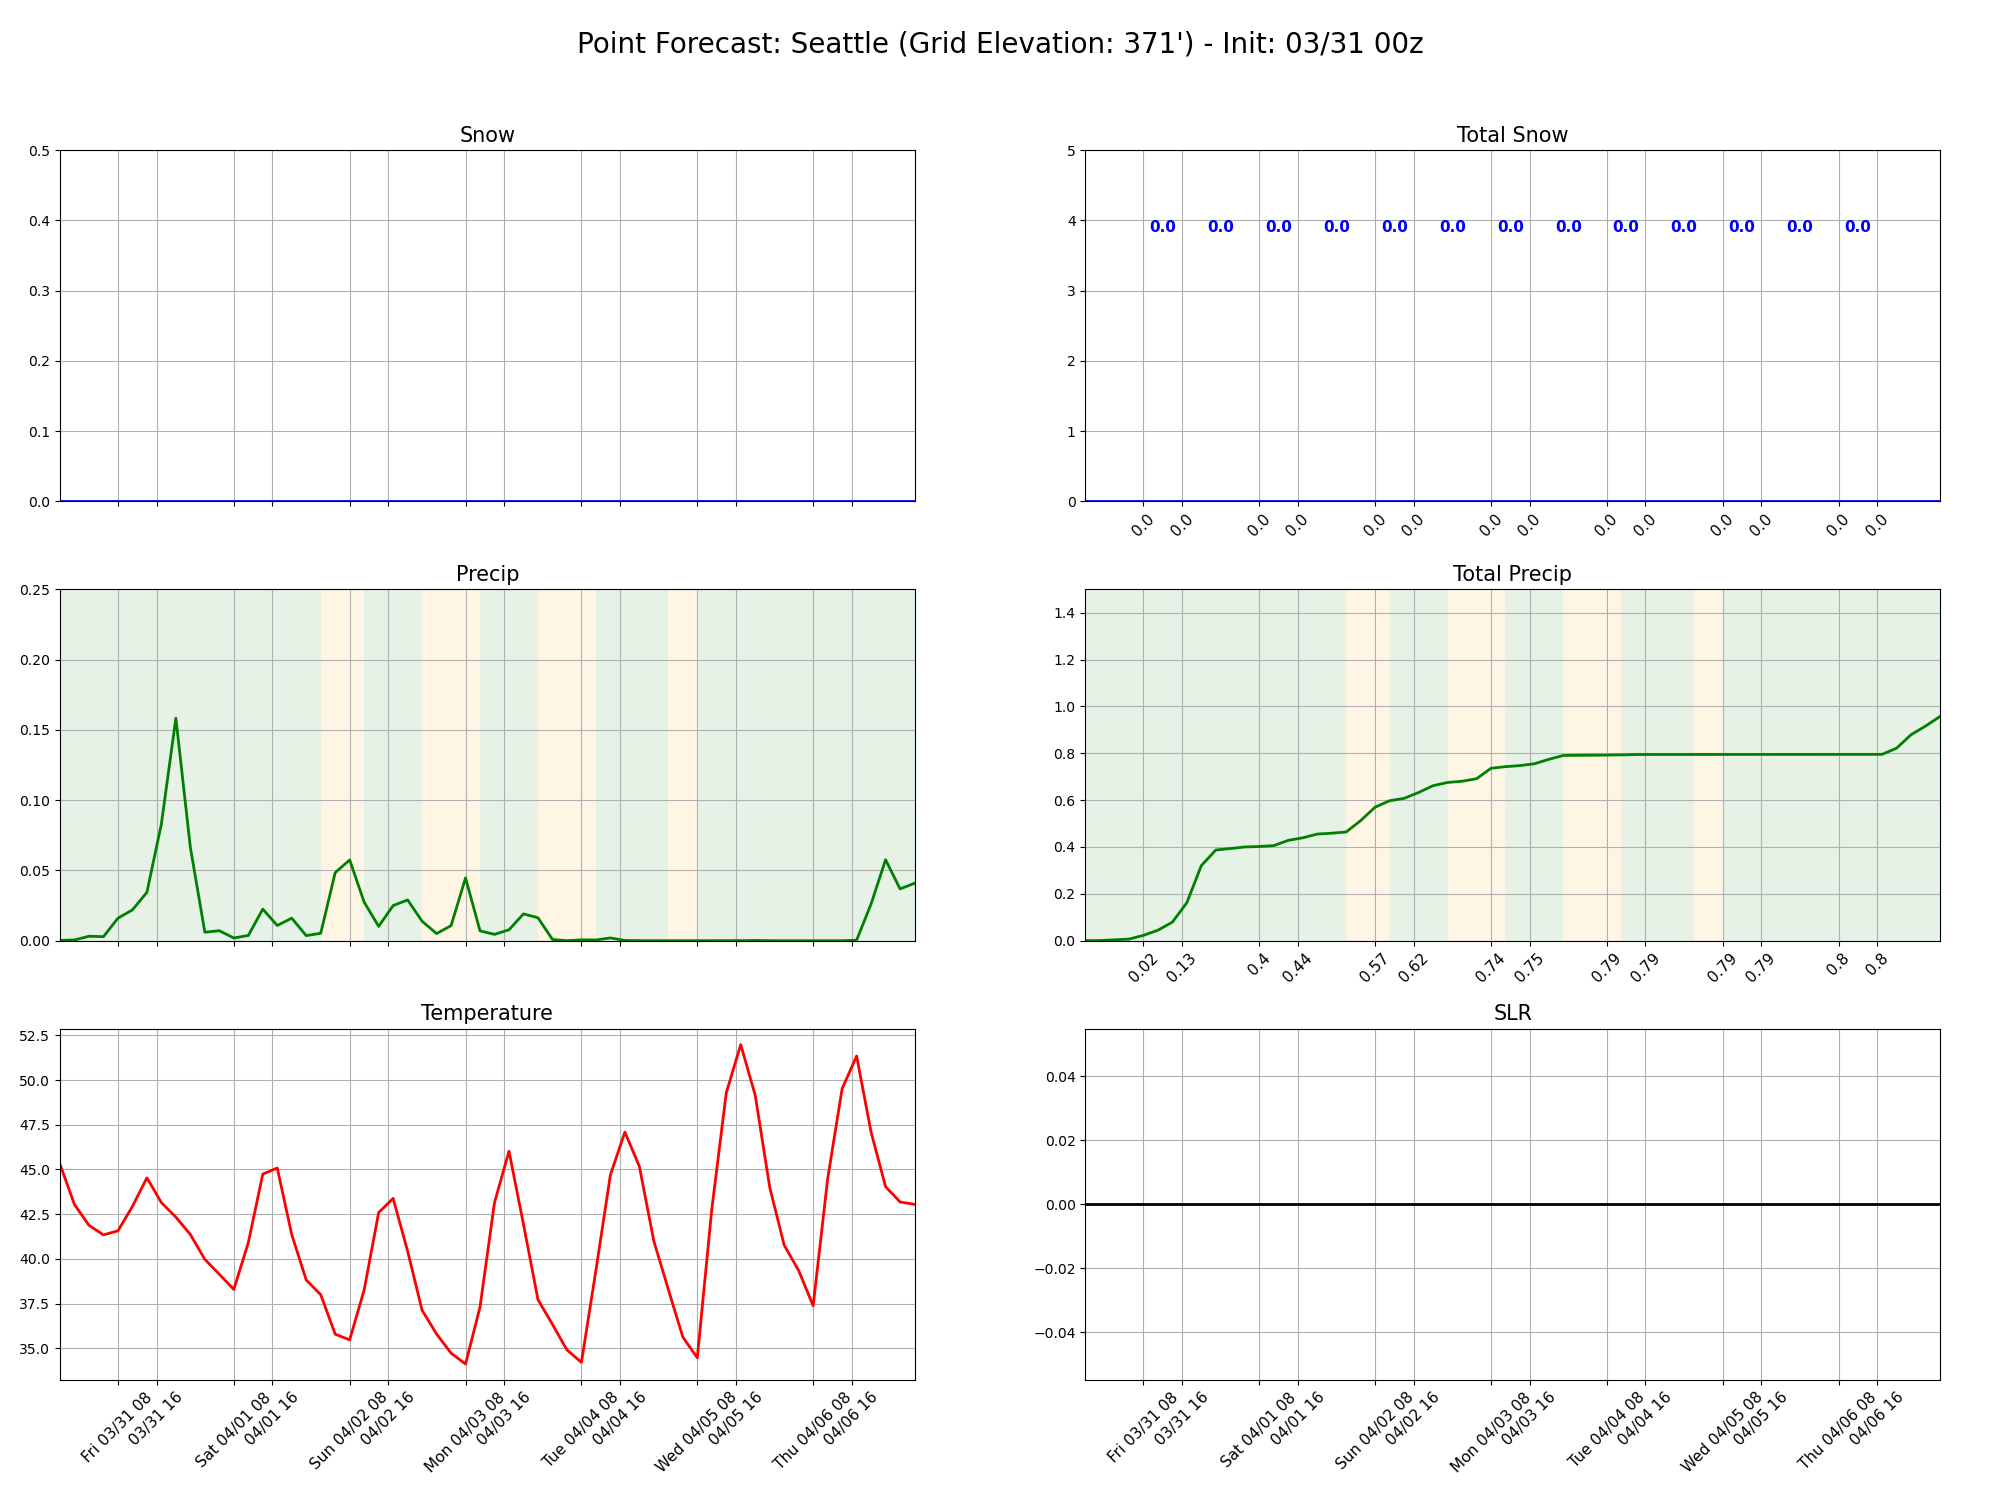 Point Forecast: Seattle (Grid Elevation: 371') - Init: 03/31 00z
Snow
0.5
0.4
0.3
0.2
0.1
0.0
Total Snow
5
4
3
2
1
0
0.0 0.0 0.0 0.0 0.0 0.0 0.0 0.0 0.0 0.0 0.0 0.0 0.0
0.0 0.0 0.0 0.0 0.0 0.0 0.0 0.0 0.0 0.0 0.0 0.0 0.0 0.0
Precip
0.25
0.20
0.15
0.10
0.05
0.00
Total Precip
1.4
1.2
1.0
0.8
0.6
0.4
0.2
0.0
0.02 0.13 0.4 0.44 0.57 0.62 0.74 0.75 0.79 0.79 0.79 0.79 0.8 0.8
Temperature
52.5
50.0
47.5
45.0
42.5
40.0
37.5
35.0
Fri 03/31 08
03/31 16
Sat 04/01 08
04/01 16
Sun 04/02 08
04/02 16
Mon 04/03 08
04/03 16
Tue 04/04 08
04/04 16
Wed 04/05 08
04/05 16
Thu 04/06 08
04/06 16
SLR
0.04
0.02
0.00
−0.02
−0.04
Fri 03/31 08
03/31 16
Sat 04/01 08
04/01 16
Sun 04/02 08
04/02 16
Mon 04/03 08
04/03 16
Tue 04/04 08
04/04 16
Wed 04/05 08
04/05 16
Thu 04/06 08
04/06 16